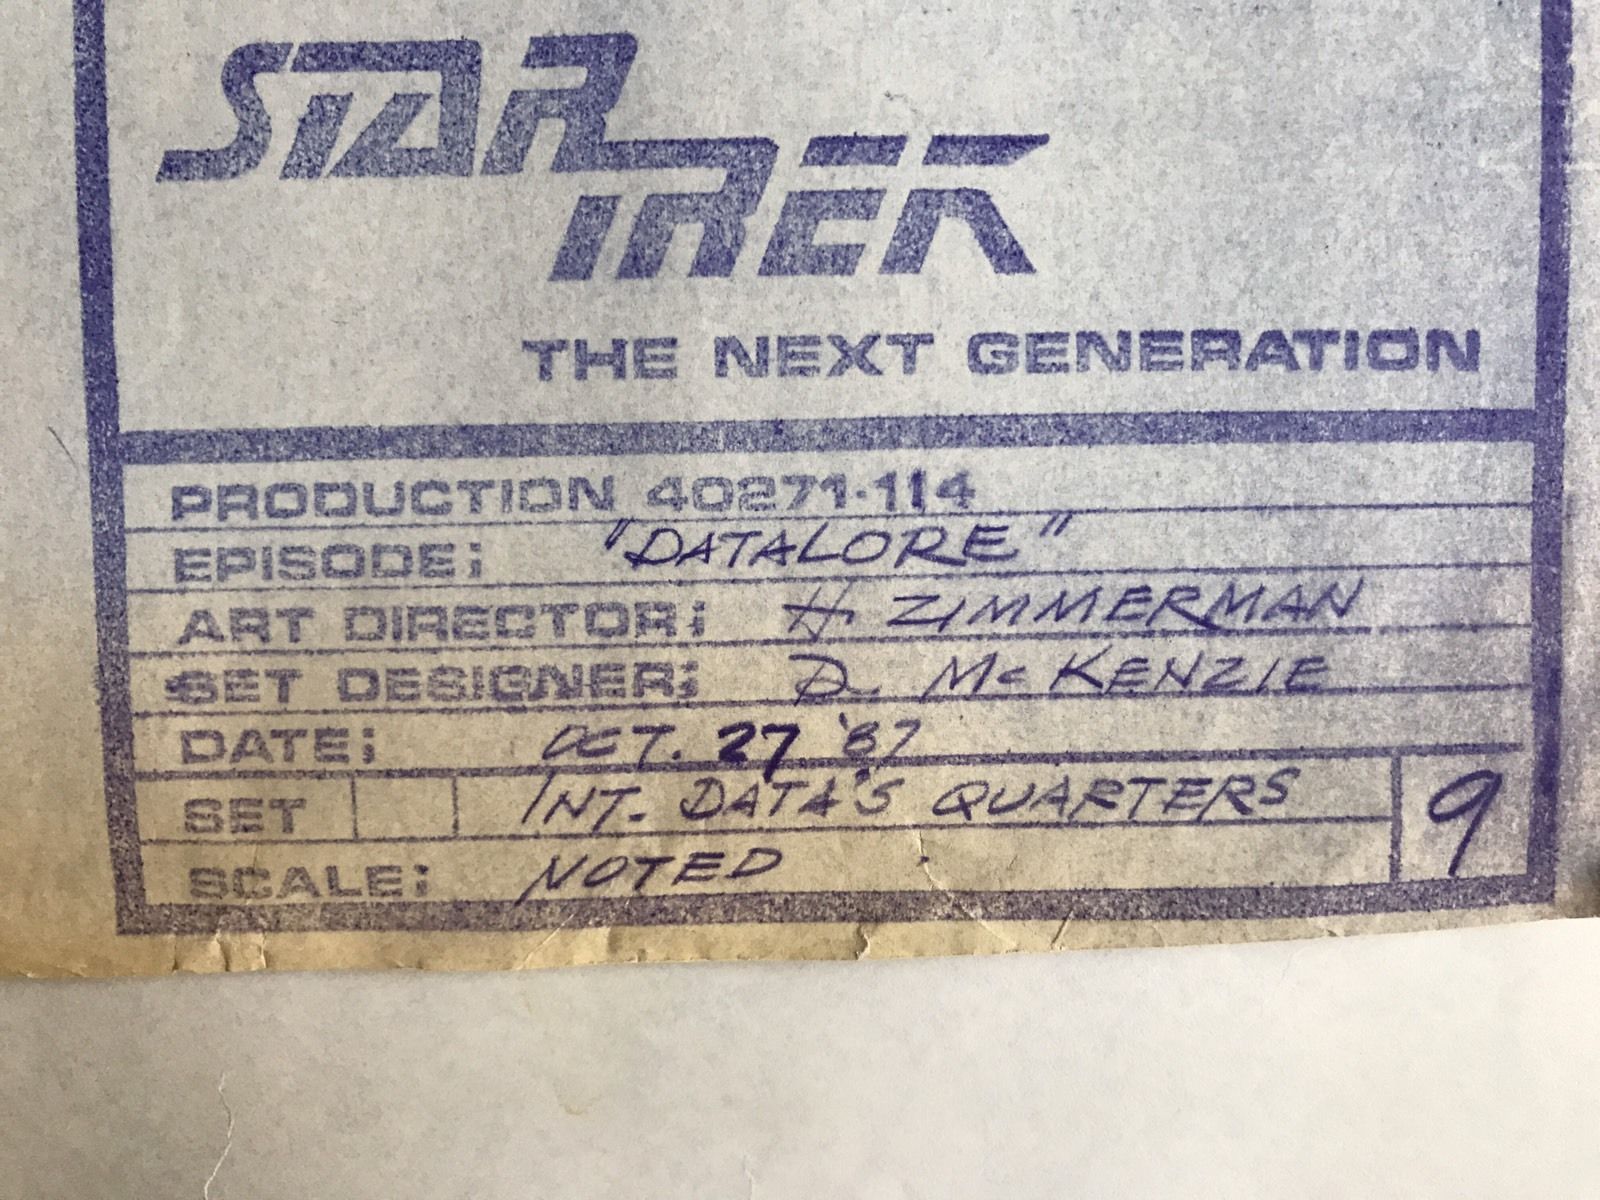 STAR
TREK
THE NEXT GENERATION
PRODUCTION 40271·114
EPISODE; "DATALORE"
ART DIRECTOR; H. ZIMMERMAN
SET DESIGNER; D. McKENZIE
DATE; OCT. 27 '87
SET INT. DATA'S QUARTERS 9
SCALE; NOTED